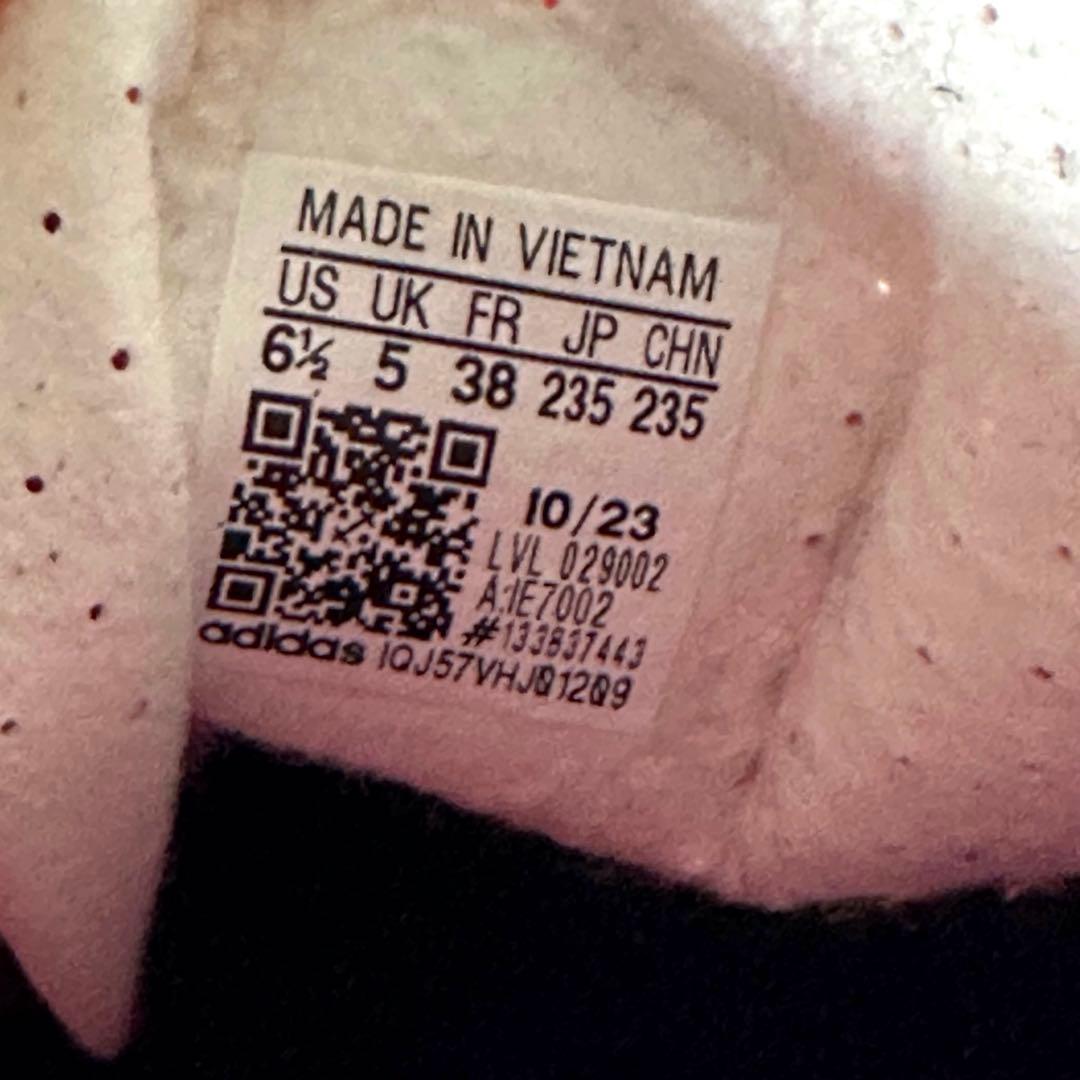 MADE IN VIETNAM
US UK FR JP CHN
6½ 5 38 235 235
10/23
LVL 029002
A:IE7002
#133837443
adidas IQJ57VHJ01209